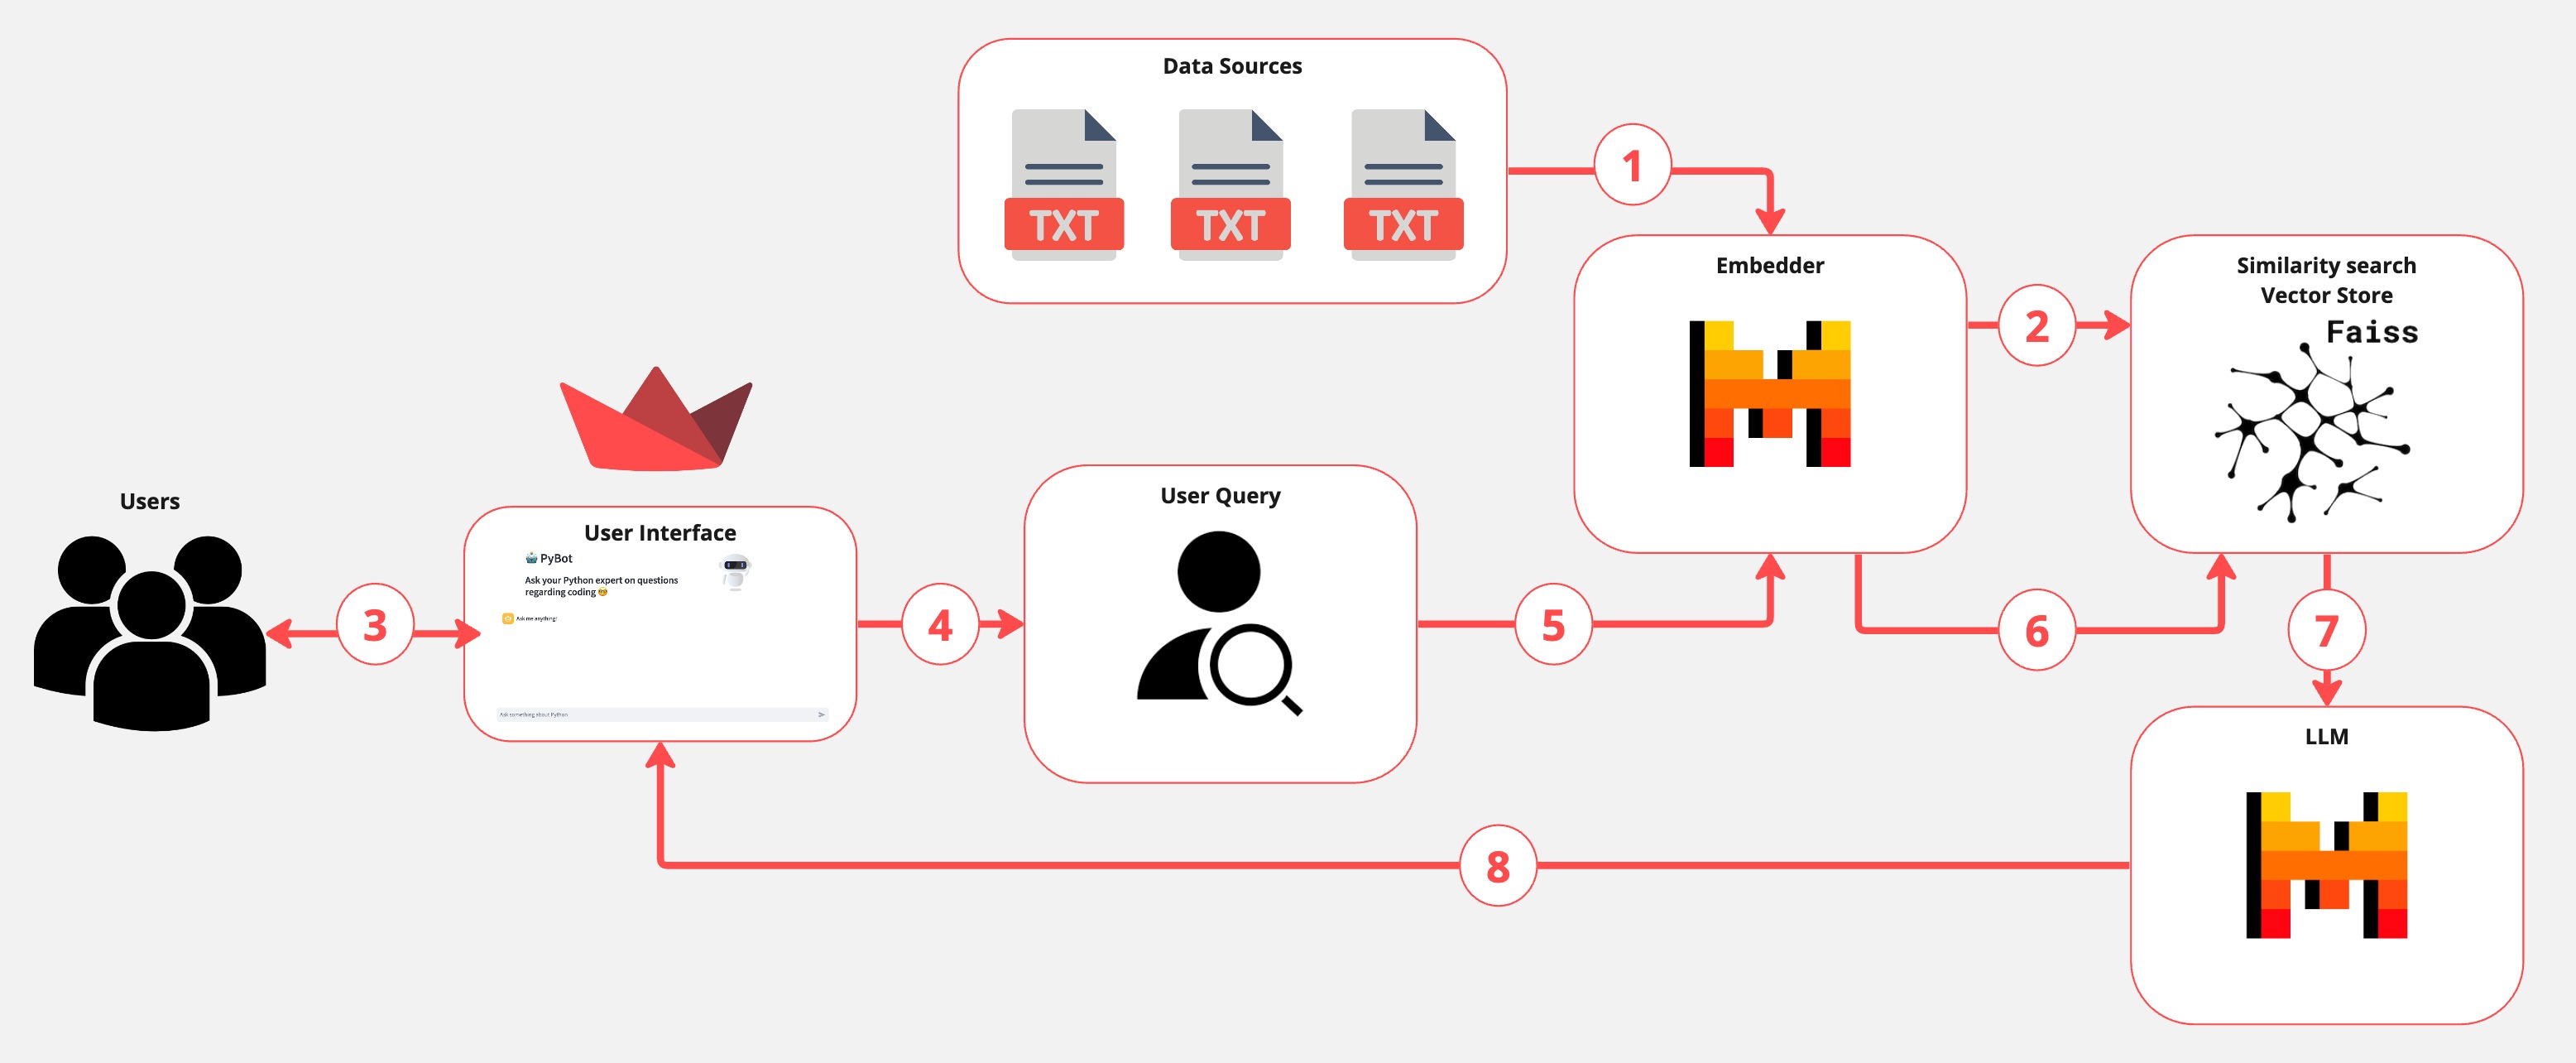 Data Sources
TXT
TXT
TXT
1
Embedder
2
Similarity search
Vector Store
Faiss
Users
3
User Interface
PyBot
Ask your Python expert on questions
regarding coding
Ask me anything!
Ask something about Python
4
User Query
5
6
7
LLM
8